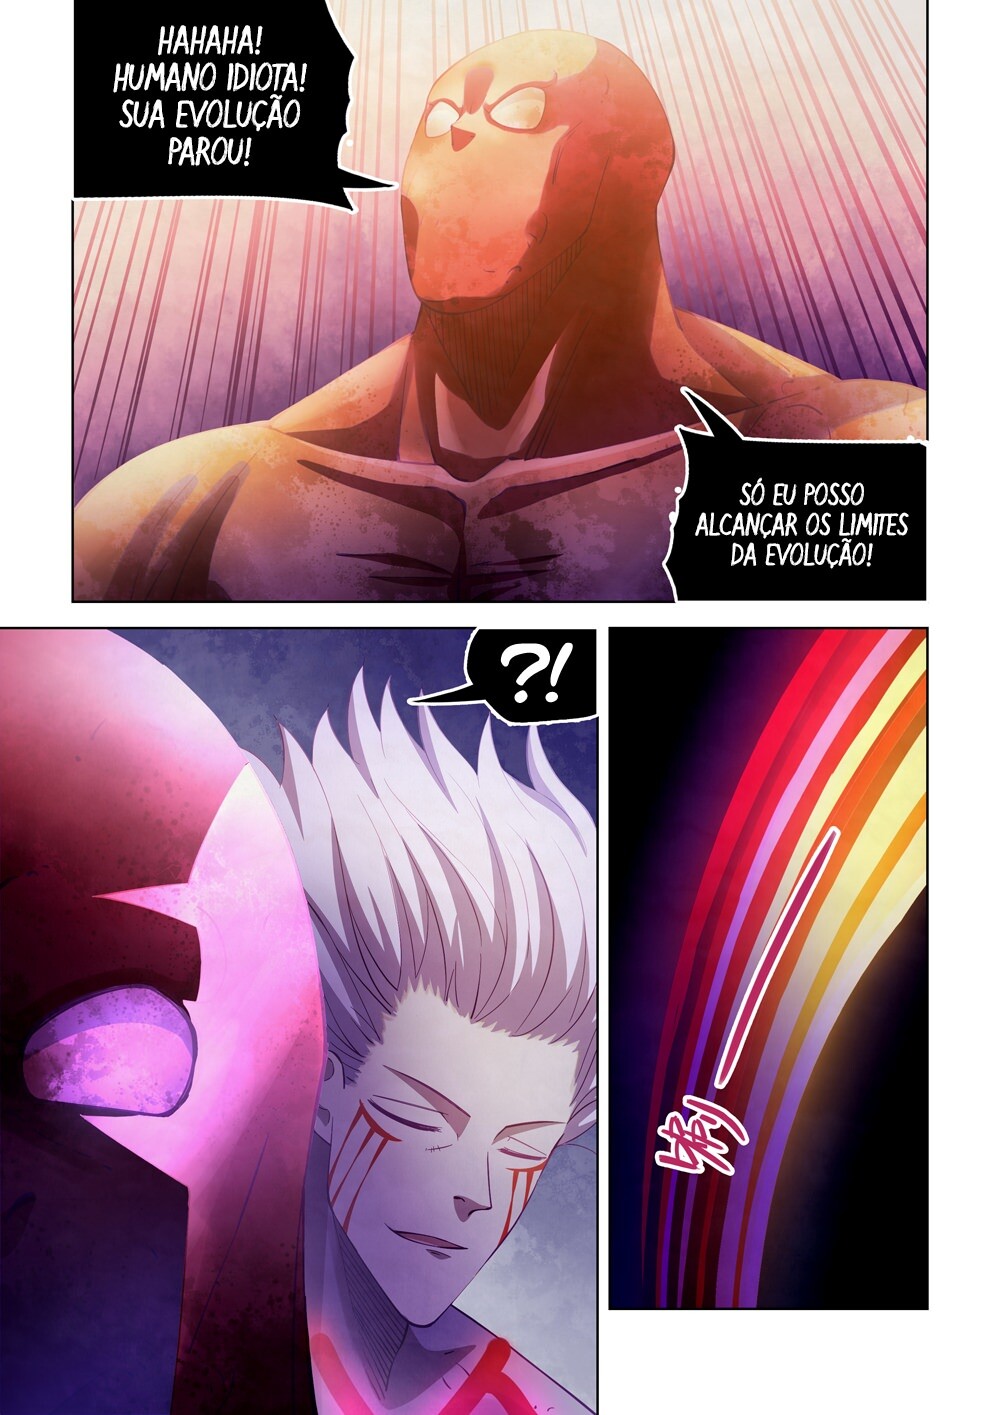 HAHAHA!
HUMANO IDIOTA!
SUA EVOLUÇÃO
PAROU!
SÓ EU POSSO
ALCANÇAR OS LIMITES
DA EVOLUÇÃO!
?!